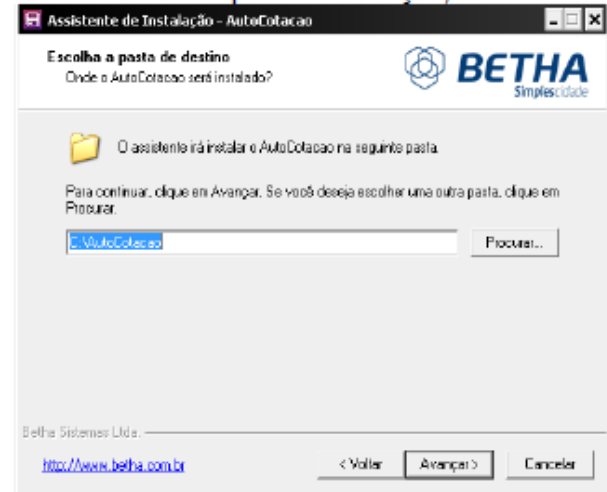 Assistente de Instalação - AutoCotacao
Escolha a pasta de destino
Onde o AutoCotacao será instalado?
BETHA
Simplescidade
O assistente irá instalar o AutoCotacao na seguinte pasta.
Para continuar, clique em Avançar. Se você deseja escolher uma outra pasta, clique em
Procurar.
C:\AutoCotacao
Procurar...
Betha Sistemas Ltda.
http://www.betha.com.br
< Voltar
Avançar >
Cancelar